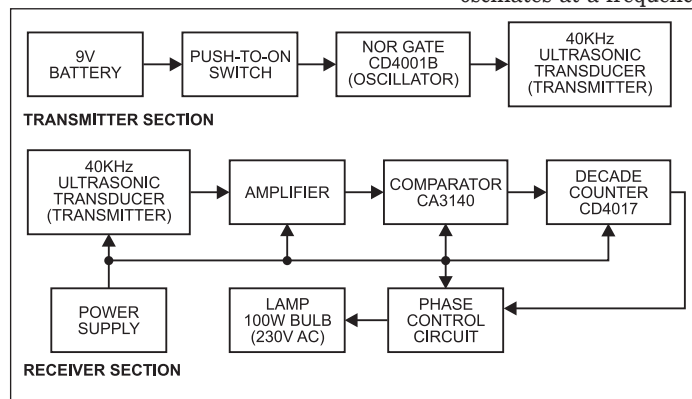 9V
BATTERY
PUSH-TO-ON
SWITCH
NOR GATE
CD4001B
(OSCILLATOR)
40KHz
ULTRASONIC
TRANSDUCER
(TRANSMITTER)
TRANSMITTER SECTION
40KHz
ULTRASONIC
TRANSDUCER
(TRANSMITTER)
AMPLIFIER
COMPARATOR
CA3140
DECADE
COUNTER
CD4017
POWER
SUPPLY
LAMP
100W BULB
(230V AC)
PHASE
CONTROL
CIRCUIT
RECEIVER SECTION